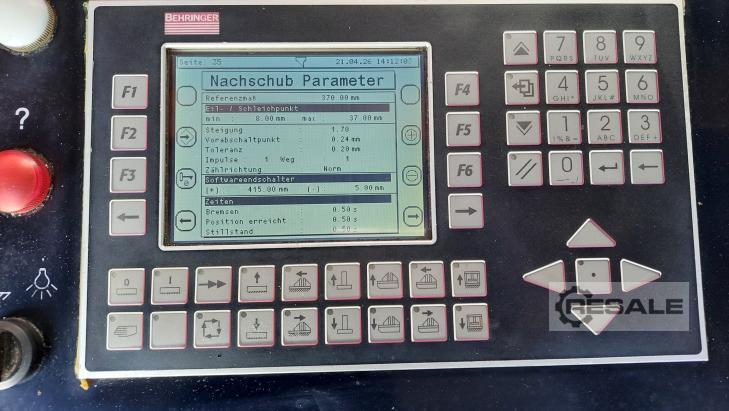 BEHRINGER
Seite: 35 21.04.26 14:12:00
Nachschub Parameter
Referenzmaß 370.00 mm
Eil- / Schleichpunkt
min : 8.00 mm max : 37.00 mm
Steigung : 1.70
Vorabschaltpunkt : 0.24 mm
Toleranz : 0.20 mm
Impulse : 1 Weg : 1
Zählrichtung : Norm
Softwareendschalter
(+) : 415.00 mm (-) : 5.00 mm
Zeiten
Bremsen : 0.50 s
Position erreicht : 0.50 s
Stillstand : 0.50 s
F1
F2
F3
F4
F5
F6
7 PQRS
8 TUV
9 WXYZ
4 GHI
5 JKL
6 MNO
1
2 ABC
3 DEF
0
?
0
I
RESALE